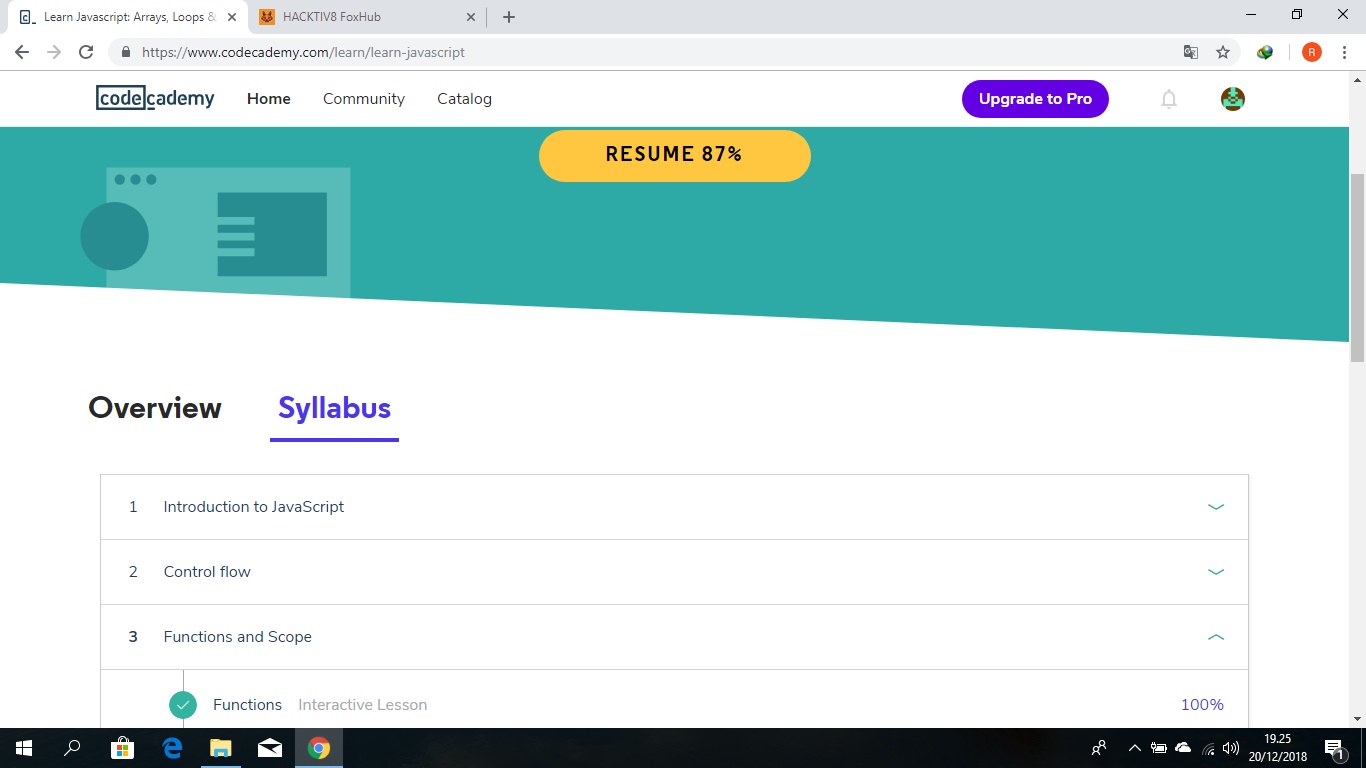 Learn Javascript: Arrays, Loops &
HACKTIV8 FoxHub
https://www.codecademy.com/learn/learn-javascript
R
codecademy
Home
Community
Catalog
Upgrade to Pro
RESUME 87%
Overview
Syllabus
1 Introduction to JavaScript
2 Control flow
3 Functions and Scope
Functions Interactive Lesson 100%
19.25
20/12/2018
1